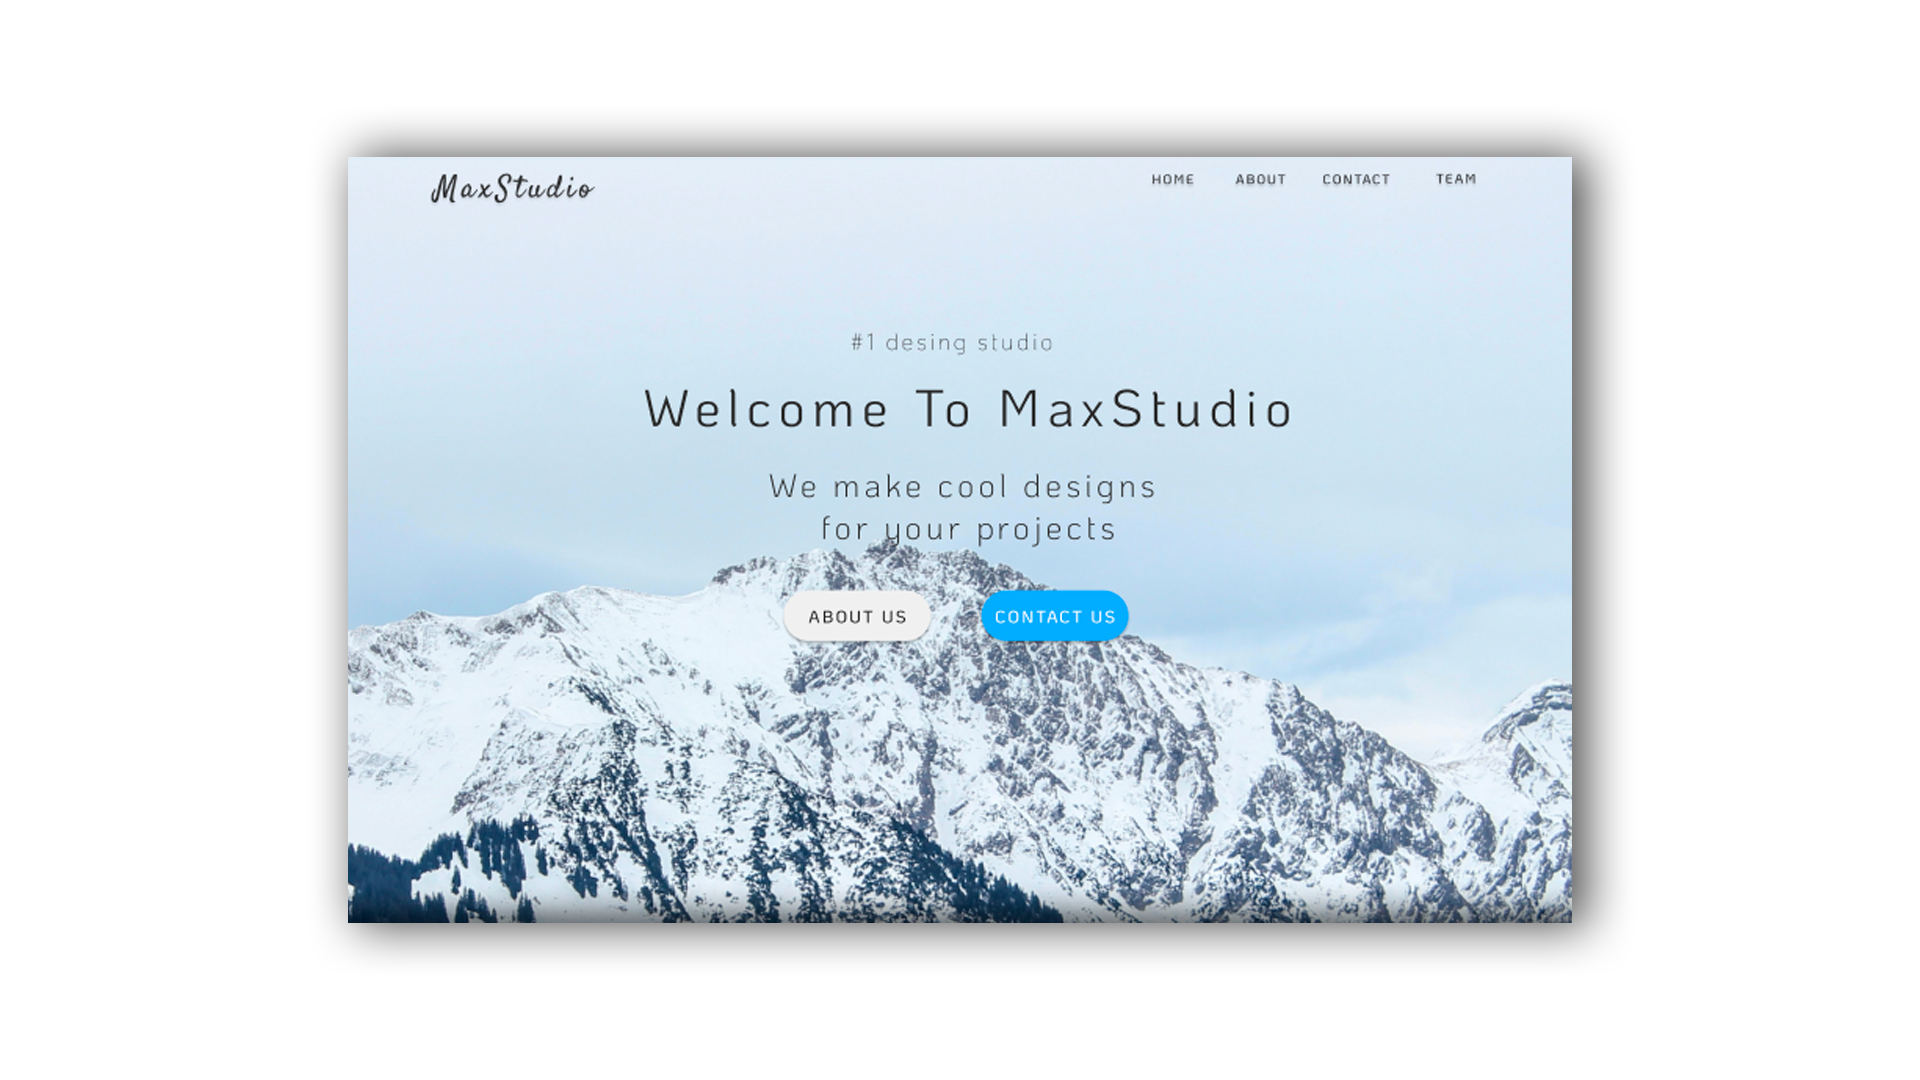 MaxStudio
HOME ABOUT CONTACT TEAM
#1 desing studio
Welcome To MaxStudio
We make cool designs
for your projects
ABOUT US CONTACT US